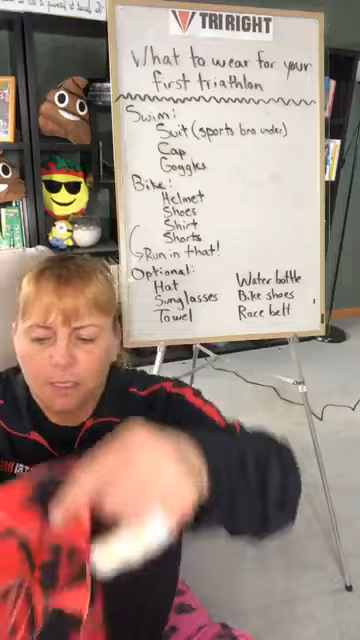 TRIRIGHT
What to wear for your
first triathlon
Swim:
Suit (sports bra under)
Cap
Goggles
Bike:
Helmet
Shoes
Shirt
Shorts
Run in that!
Optional:
Hat
Sunglasses
Towel
Water bottle
Bike shoes
Race belt